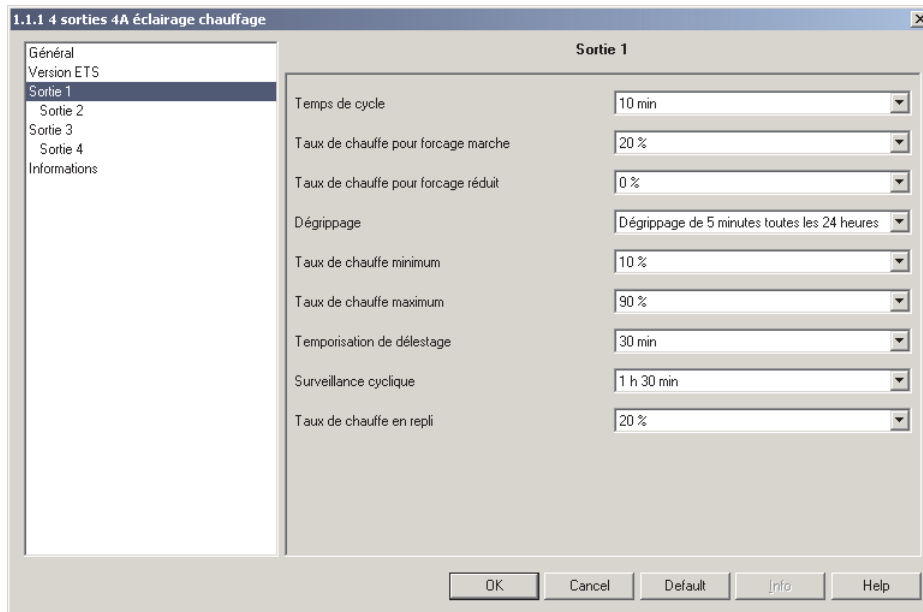 1.1.1 4 sorties 4A éclairage chauffage
Général
Version ETS
Sortie 1
Sortie 2
Sortie 3
Sortie 4
Informations
Sortie 1
Temps de cycle 10 min
Taux de chauffe pour forcage marche 20 %
Taux de chauffe pour forcage réduit 0 %
Dégrippage Dégrippage de 5 minutes toutes les 24 heures
Taux de chauffe minimum 10 %
Taux de chauffe maximum 90 %
Temporisation de délestage 30 min
Surveillance cyclique 1 h 30 min
Taux de chauffe en repli 20 %
OK Cancel Default Info Help